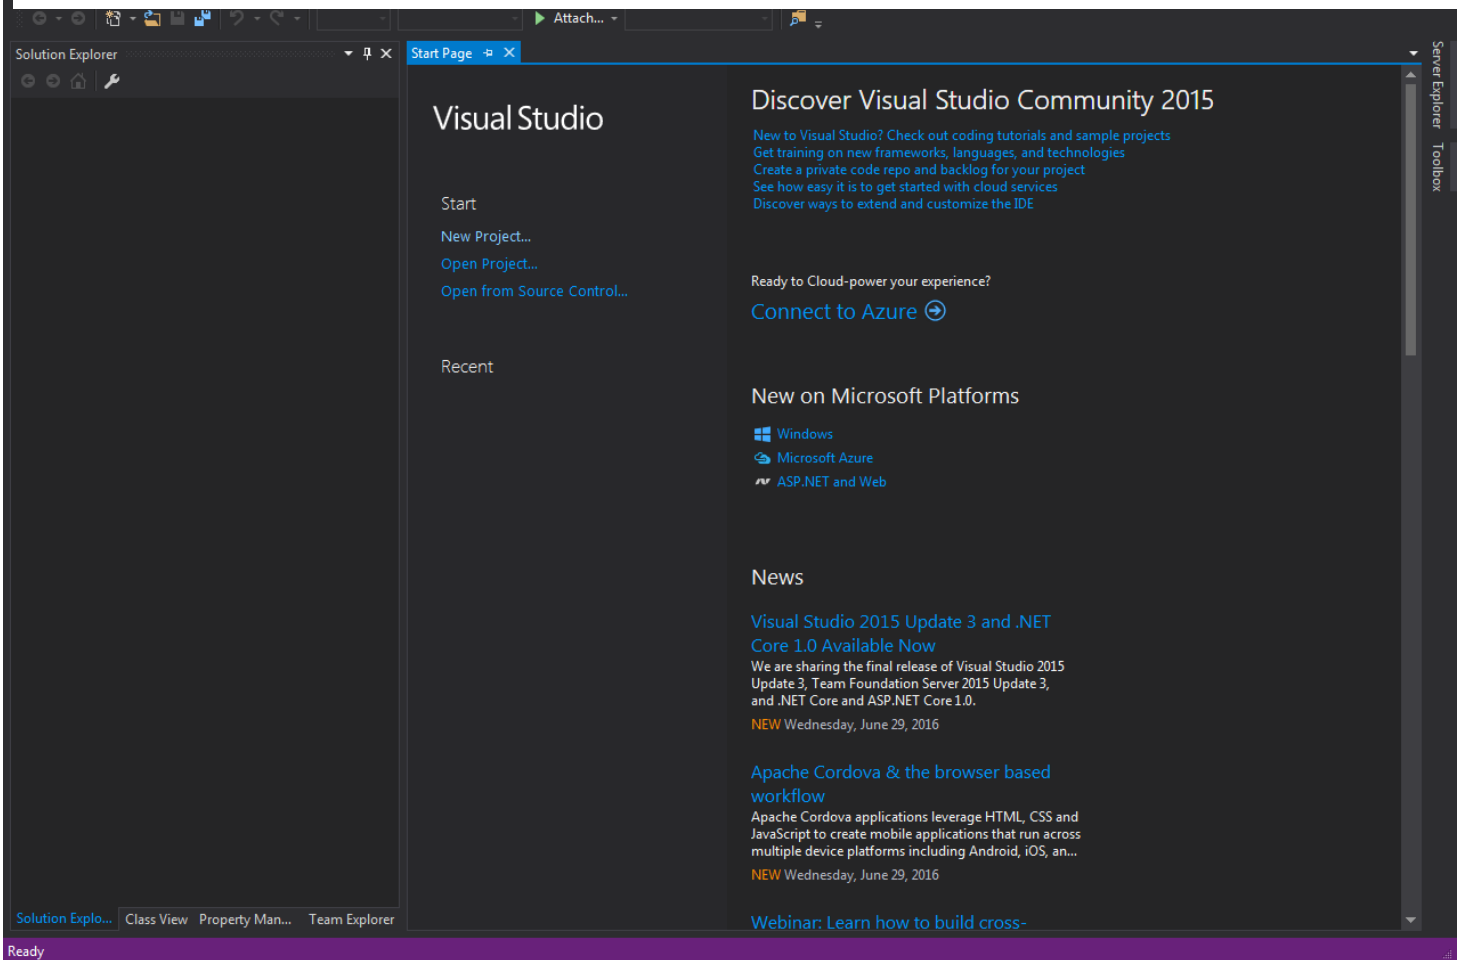 Attach...
Solution Explorer
Start Page
Server Explorer
Toolbox
Visual Studio
Start
New Project...
Open Project...
Open from Source Control...
Recent
Discover Visual Studio Community 2015
New to Visual Studio? Check out coding tutorials and sample projects
Get training on new frameworks, languages, and technologies
Create a private code repo and backlog for your project
See how easy it is to get started with cloud services
Discover ways to extend and customize the IDE
Ready to Cloud-power your experience?
Connect to Azure
New on Microsoft Platforms
Windows
Microsoft Azure
ASP.NET and Web
News
Visual Studio 2015 Update 3 and .NET
Core 1.0 Available Now
We are sharing the final release of Visual Studio 2015
Update 3, Team Foundation Server 2015 Update 3,
and .NET Core and ASP.NET Core 1.0.
NEW Wednesday, June 29, 2016
Apache Cordova & the browser based
workflow
Apache Cordova applications leverage HTML, CSS and
JavaScript to create mobile applications that run across
multiple device platforms including Android, iOS, an...
NEW Wednesday, June 29, 2016
Webinar: Learn how to build cross-
Solution Explo... Class View Property Man... Team Explorer
Ready